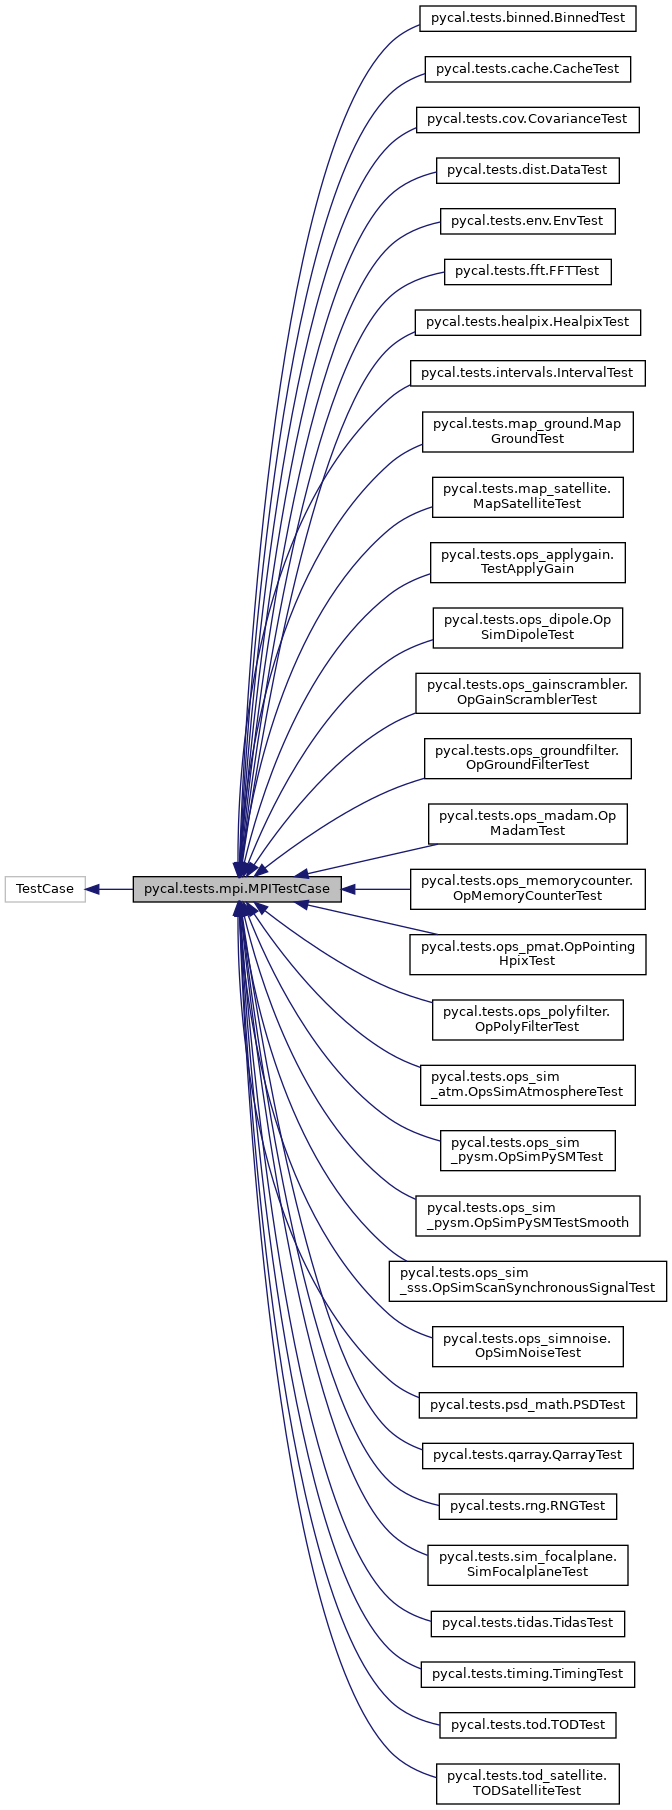 pycal.tests.binned.BinnedTest
pycal.tests.cache.CacheTest
pycal.tests.cov.CovarianceTest
pycal.tests.dist.DataTest
pycal.tests.env.EnvTest
pycal.tests.fft.FFTTest
pycal.tests.healpix.HealpixTest
pycal.tests.intervals.IntervalTest
pycal.tests.map_ground.Map
GroundTest
pycal.tests.map_satellite.
MapSatelliteTest
pycal.tests.ops_applygain.
TestApplyGain
pycal.tests.ops_dipole.Op
SimDipoleTest
pycal.tests.ops_gainscrambler.
OpGainScramblerTest
pycal.tests.ops_groundfilter.
OpGroundFilterTest
pycal.tests.ops_madam.Op
MadamTest
TestCase
pycal.tests.mpi.MPITestCase
pycal.tests.ops_memorycounter.
OpMemoryCounterTest
pycal.tests.ops_pmat.OpPointing
HpixTest
pycal.tests.ops_polyfilter.
OpPolyFilterTest
pycal.tests.ops_sim
_atm.OpsSimAtmosphereTest
pycal.tests.ops_sim
_pysm.OpSimPySMTest
pycal.tests.ops_sim
_pysm.OpSimPySMTestSmooth
pycal.tests.ops_sim
_sss.OpSimScanSynchronousSignalTest
pycal.tests.ops_simnoise.
OpSimNoiseTest
pycal.tests.psd_math.PSDTest
pycal.tests.qarray.QarrayTest
pycal.tests.rng.RNGTest
pycal.tests.sim_focalplane.
SimFocalplaneTest
pycal.tests.tidas.TidasTest
pycal.tests.timing.TimingTest
pycal.tests.tod.TODTest
pycal.tests.tod_satellite.
TODSatelliteTest